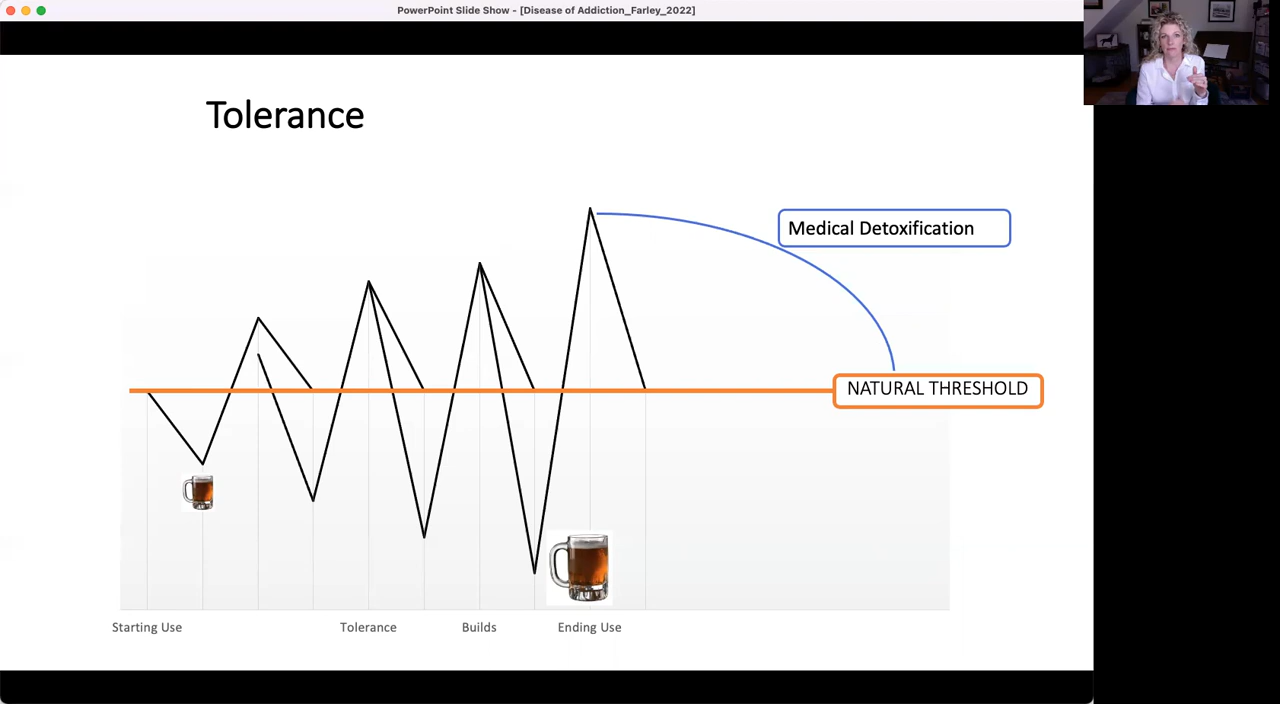 PowerPoint Slide Show - [Disease of Addiction_Farley_2022]
Tolerance
Medical Detoxification
NATURAL THRESHOLD
Starting Use
Tolerance
Builds
Ending Use